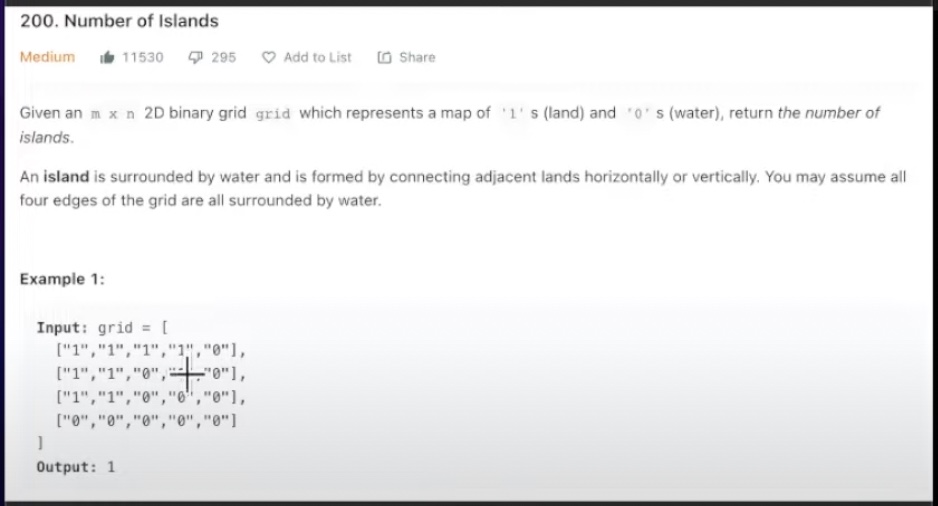 200. Number of Islands
Medium 11530 295 Add to List Share
Given an m x n 2D binary grid grid which represents a map of '1' s (land) and '0' s (water), return the number of
islands.
An island is surrounded by water and is formed by connecting adjacent lands horizontally or vertically. You may assume all
four edges of the grid are all surrounded by water.
Example 1:
Input: grid = [
["1","1","1","1","0"],
["1","1","0", "0"],
["1","1","0","0","0"],
["0","0","0","0","0"]
]
Output: 1